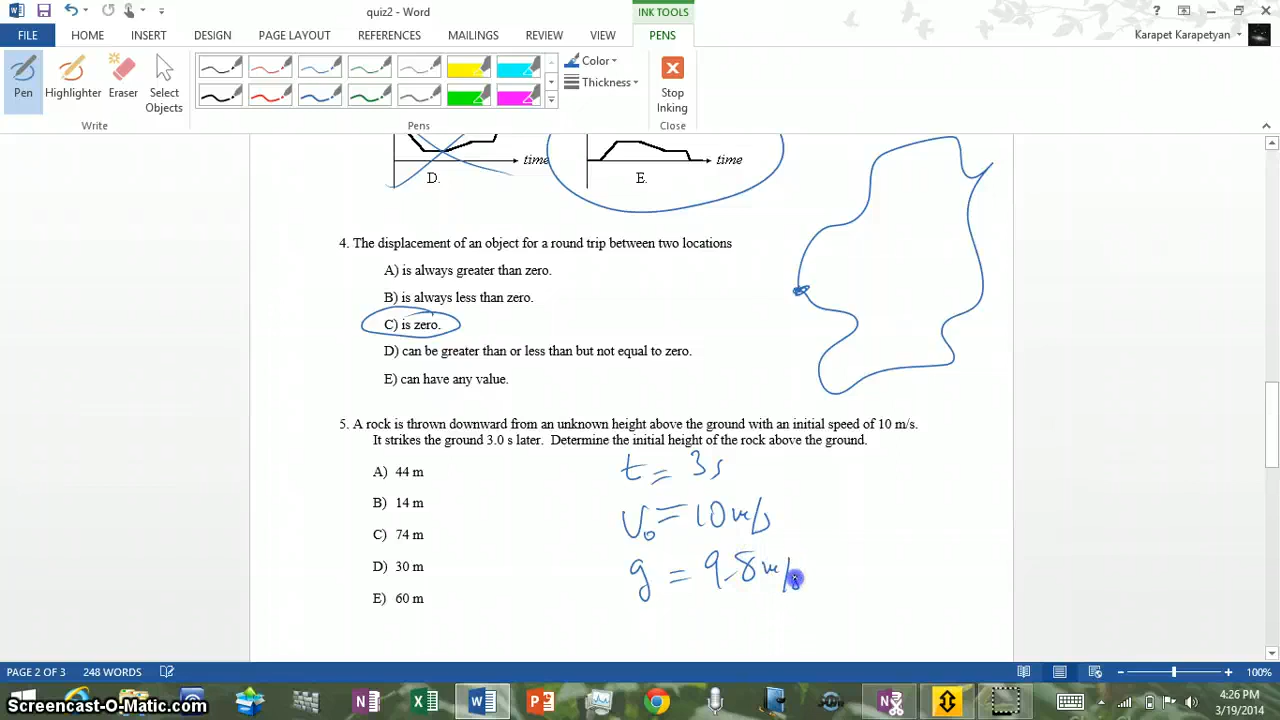 quiz2 - Word
INK TOOLS
FILE HOME INSERT DESIGN PAGE LAYOUT REFERENCES MAILINGS REVIEW VIEW PENS
Karapet Karapetyan
Pen Highlighter Eraser Select Objects
Color
Thickness
Stop Inking
Write Pens Close
time time
D. E.
4. The displacement of an object for a round trip between two locations
A) is always greater than zero.
B) is always less than zero.
C) is zero.
D) can be greater than or less than but not equal to zero.
E) can have any value.
5. A rock is thrown downward from an unknown height above the ground with an initial speed of 10 m/s.
It strikes the ground 3.0 s later. Determine the initial height of the rock above the ground.
A) 44 m
B) 14 m
C) 74 m
D) 30 m
E) 60 m
t = 3s
v₀ = 10 m/s
g = 9.8 m/s
PAGE 2 OF 3 248 WORDS
100%
Screencast-O-Matic.com
4:26 PM
3/19/2014